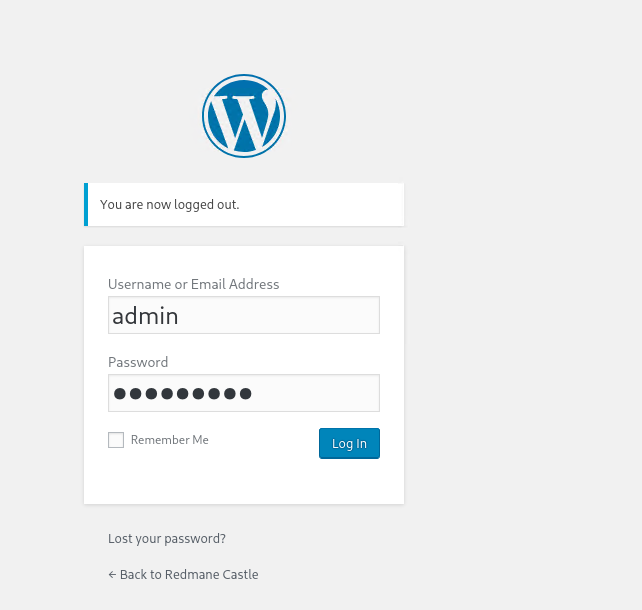 You are now logged out.
Username or Email Address
admin
Password
●●●●●●●●●
Remember Me
Log In
Lost your password?
← Back to Redmane Castle